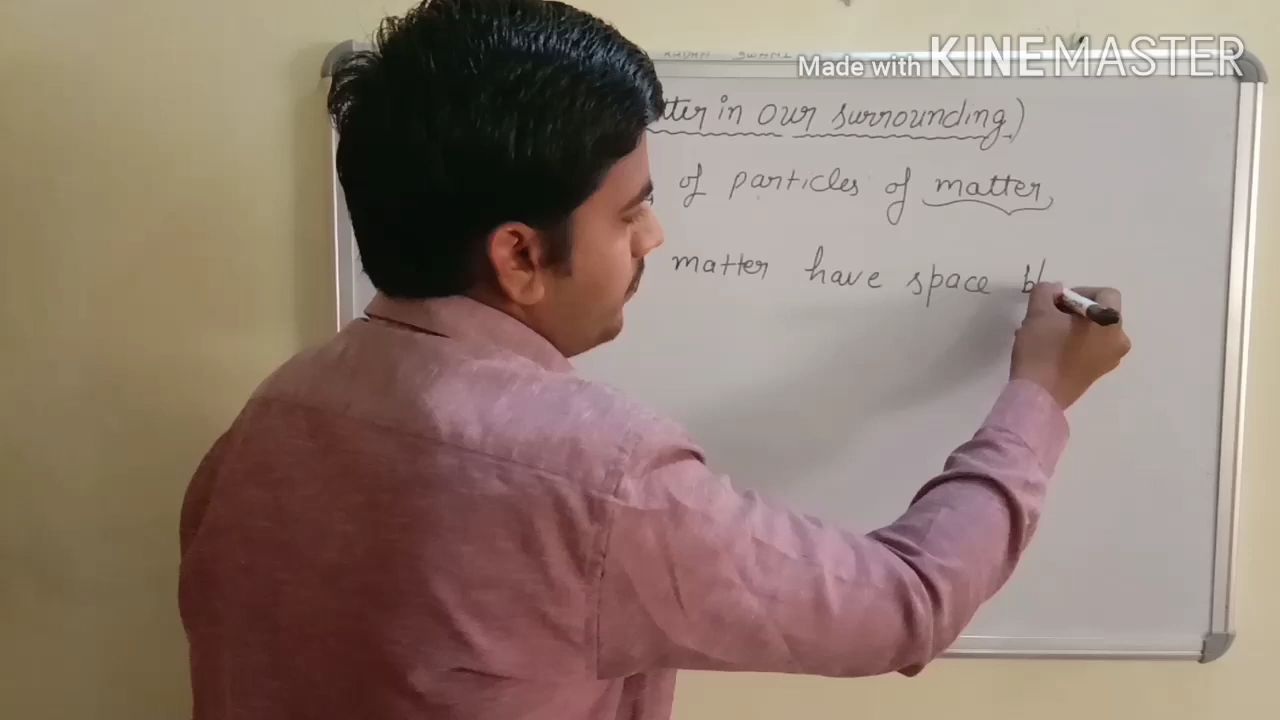 Made with KINEMASTER
tter in our surrounding)
of particles of matter
matter have space b/